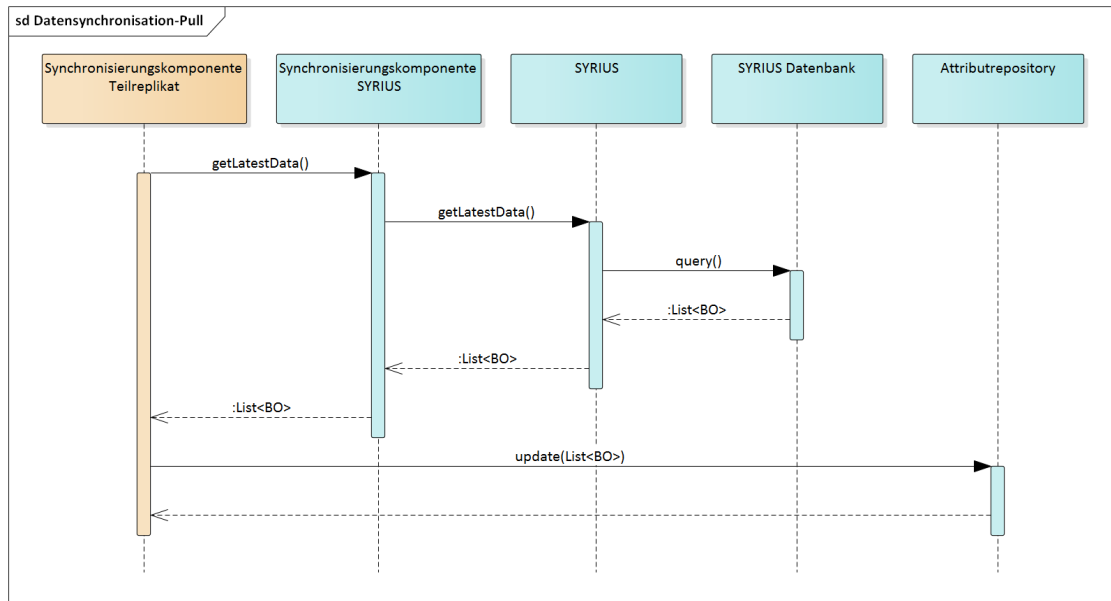 sd Datensynchronisation-Pull
Synchronisierungskomponente
Teilreplikat
Synchronisierungskomponente
SYRIUS
SYRIUS
SYRIUS Datenbank
Attributrepository
getLatestData()
getLatestData()
query()
:List<BO>
:List<BO>
:List<BO>
update(List<BO>)